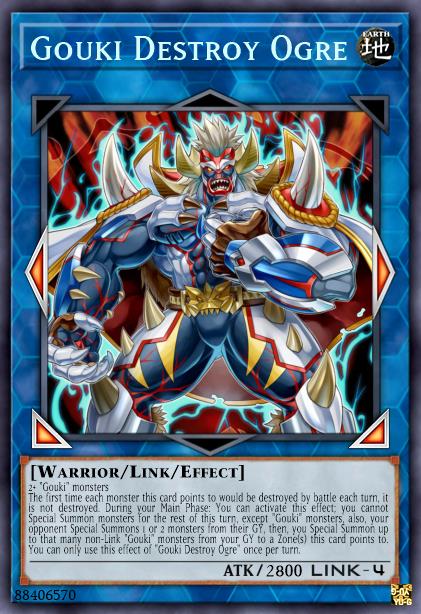 GOUKI DESTROY OGRE
EARTH
地
[WARRIOR/LINK/EFFECT]
2+ "Gouki" monsters
The first time each monster this card points to would be destroyed by battle each turn, it
is not destroyed. During your Main Phase: You can activate this effect; you cannot
Special Summon monsters for the rest of this turn, except "Gouki" monsters, also, your
opponent Special Summons 1 or 2 monsters from their GY, then, you Special Summon up
to that many non-Link "Gouki" monsters from your GY to a Zone(s) this card points to.
You can only use this effect of "Gouki Destroy Ogre" once per turn.
ATK/2800 LINK-4
88406570